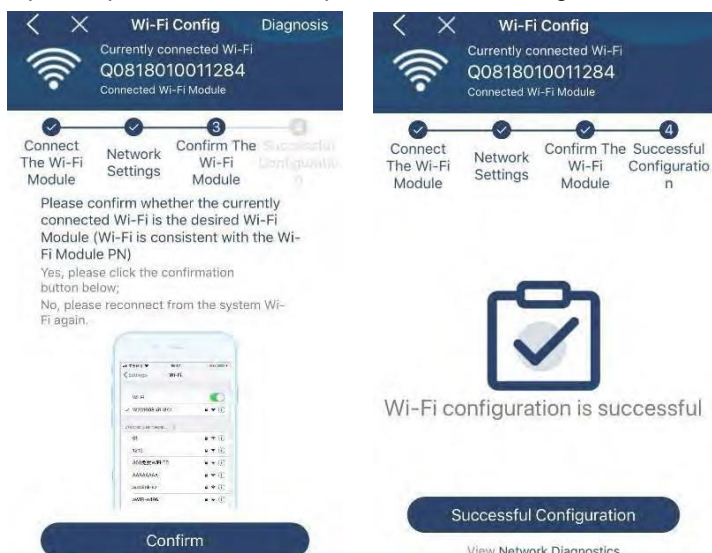 Wi-Fi Config
Diagnosis
Currently connected Wi-Fi
Q0818010011284
Connected Wi-Fi Module
3
Connect
The Wi-Fi
Module
Network
Settings
Confirm The
Wi-Fi
Module
Please confirm whether the currently
connected Wi-Fi is the desired Wi-Fi
Module (Wi-Fi is consistent with the Wi-
Fi Module PN)
Yes, please click the confirmation
button below;
No, please reconnect from the system Wi-
Fi again.
Wi-Fi
Confirm
Wi-Fi Config
Currently connected Wi-Fi
Q0818010011284
Connected Wi-Fi Module
4
Connect
The Wi-Fi
Module
Network
Settings
Confirm The
Wi-Fi
Module
Successful
Configuratio
n
Wi-Fi configuration is successful
Successful Configuration
View Network Diagnostics